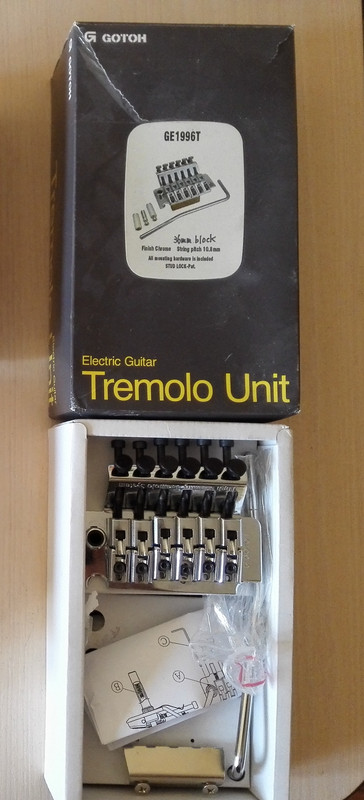 GOTOH
GE1996T
36mm block
Finish Chrome String pitch 10.8mm
All mounting hardware is included
STUD LOCK-Pat.
Electric Guitar
Tremolo Unit
C
A
B